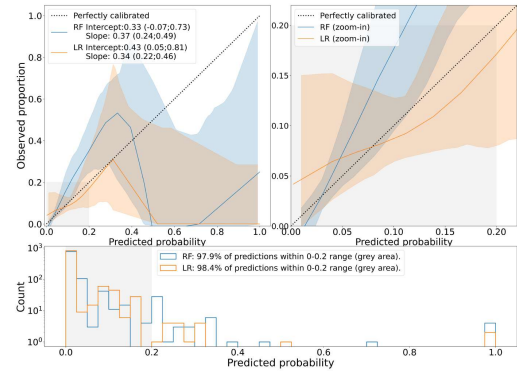 Perfectly calibrated
RF Intercept:0.33 (-0.07;0.73)
Slope: 0.37 (0.24;0.49)
LR Intercept:0.43 (0.05;0.81)
Slope: 0.34 (0.22;0.46)
Observed proportion
1.0
0.8
0.6
0.4
0.2
0.0
0.0 0.2 0.4 0.6 0.8 1.0
Predicted probability
Perfectly calibrated
RF (zoom-in)
LR (zoom-in)
0.20
0.15
0.10
0.05
0.00
0.00 0.05 0.10 0.15 0.20
Predicted probability
RF: 97.9% of predictions within 0-0.2 range (grey area).
LR: 98.4% of predictions within 0-0.2 range (grey area).
Count
10³
10²
10¹
10⁰
0.0 0.2 0.4 0.6 0.8 1.0
Predicted probability